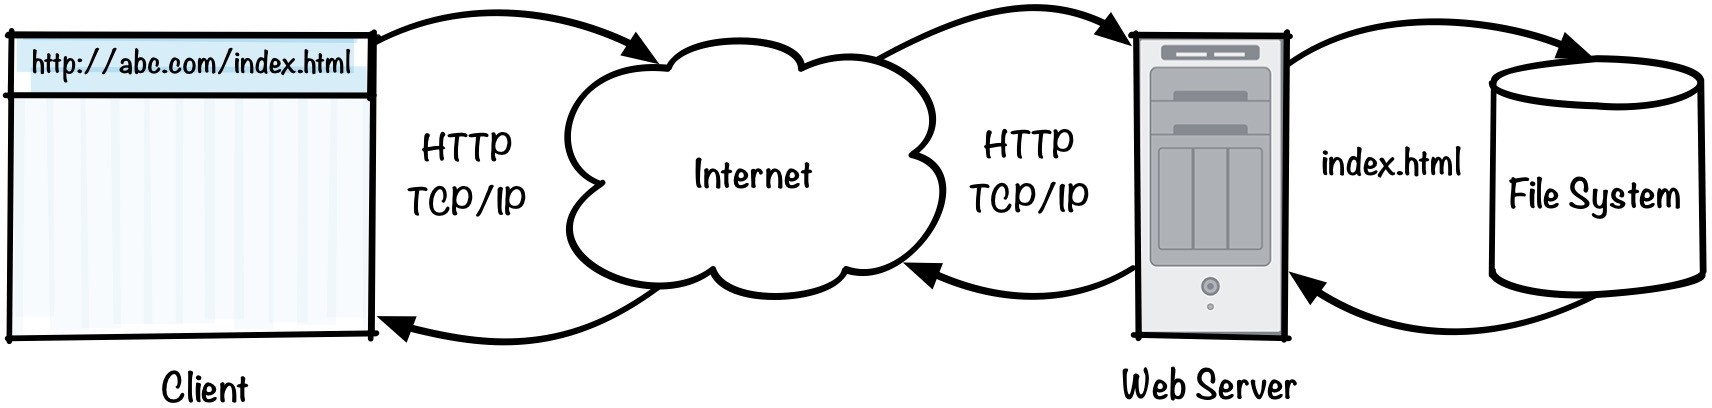 http://abc.com/index.html
HTTP
TCP/IP
Internet
HTTP
TCP/IP
index.html
File System
Client
Web Server